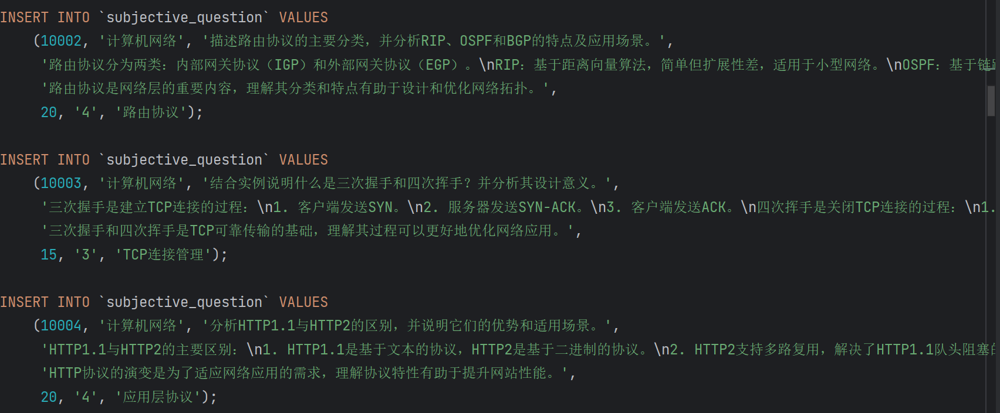 INSERT INTO `subjective_question` VALUES
(10002, '计算机网络', '描述路由协议的主要分类，并分析RIP、OSPF和BGP的特点及应用场景。',
'路由协议分为两类：内部网关协议（IGP）和外部网关协议（EGP）。\nRIP：基于距离向量算法，简单但扩展性差，适用于小型网络。\nOSPF：基于链
'路由协议是网络层的重要内容，理解其分类和特点有助于设计和优化网络拓扑。',
20, '4', '路由协议');
INSERT INTO `subjective_question` VALUES
(10003, '计算机网络', '结合实例说明什么是三次握手和四次挥手？并分析其设计意义。',
'三次握手是建立TCP连接的过程：\n1. 客户端发送SYN。\n2. 服务器发送SYN-ACK。\n3. 客户端发送ACK。\n四次挥手是关闭TCP连接的过程：\n1.
'三次握手和四次挥手是TCP可靠传输的基础，理解其过程可以更好地优化网络应用。',
15, '3', 'TCP连接管理');
INSERT INTO `subjective_question` VALUES
(10004, '计算机网络', '分析HTTP1.1与HTTP2的区别，并说明它们的优势和适用场景。',
'HTTP1.1与HTTP2的主要区别：\n1. HTTP1.1是基于文本的协议，HTTP2是基于二进制的协议。\n2. HTTP2支持多路复用，解决了HTTP1.1队头阻塞
'HTTP协议的演变是为了适应网络应用的需求，理解协议特性有助于提升网站性能。',
20, '4', '应用层协议');